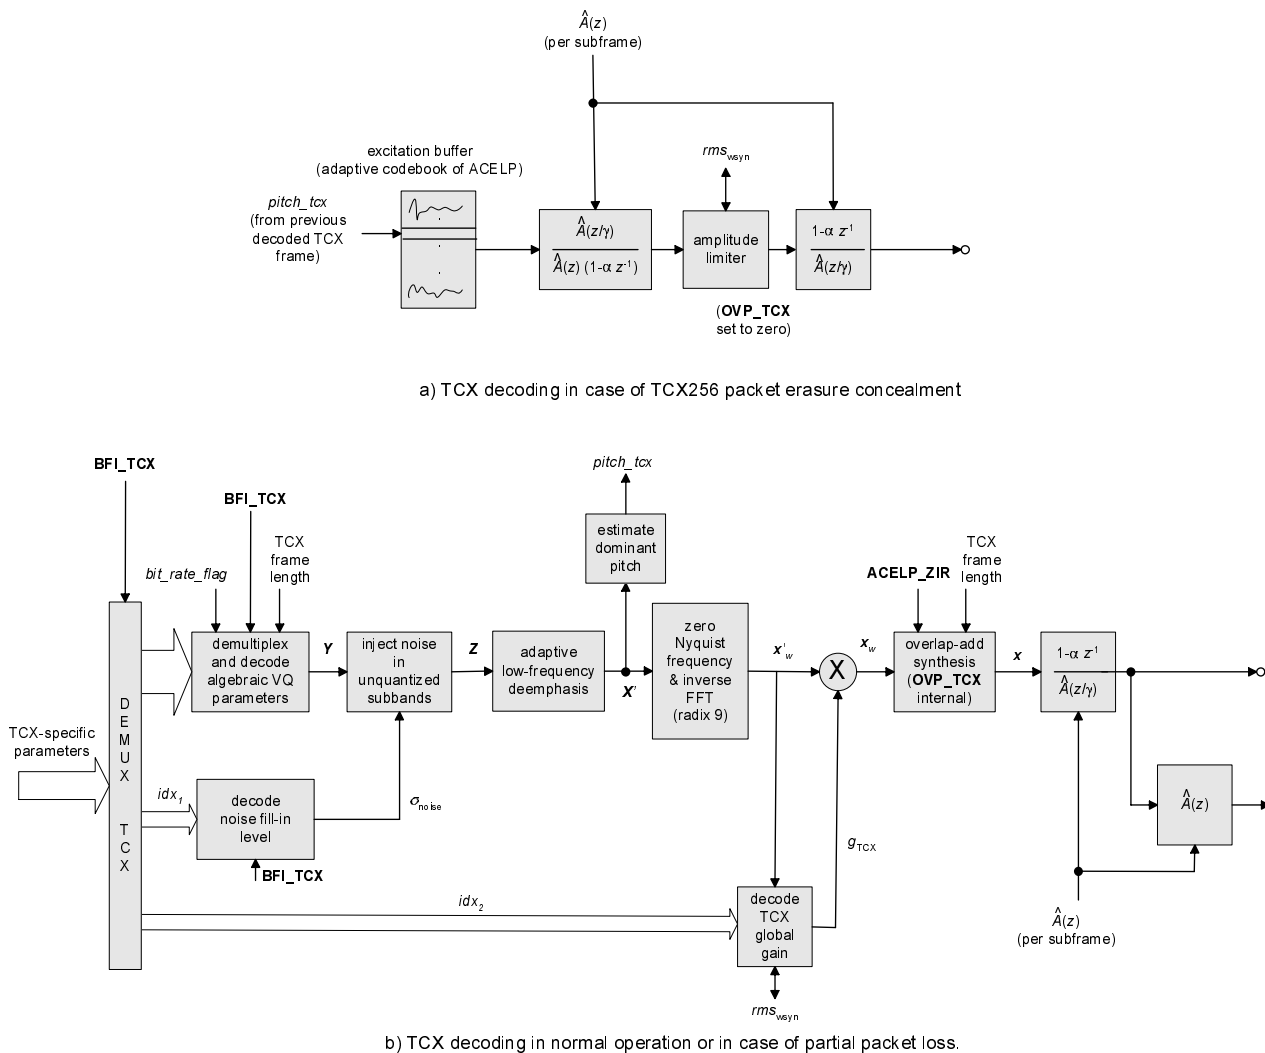 Â(z)
(per subframe)
excitation buffer
(adaptive codebook of ACELP)
rms_wsyn
pitch_tcx
(from previous
decoded TCX
frame)
Â(z/γ)
Â(z) (1-α z⁻¹)
amplitude
limiter
1-α z⁻¹
Â(z/γ)
(OVP_TCX
set to zero)
a) TCX decoding in case of TCX256 packet erasure concealment
BFI_TCX
pitch_tcx
BFI_TCX
estimate
dominant
pitch
TCX
frame
length
bit_rate_flag
ACELP_ZIR
TCX
frame
length
demultiplex
and decode
algebraic VQ
parameters
Y
inject noise
in
unquantized
subbands
Z
adaptive
low-frequency
deemphasis
X'
zero
Nyquist
frequency
& inverse
FFT
(radix 9)
x'_w
X
x_w
overlap-add
synthesis
(OVP_TCX
internal)
x
1-α z⁻¹
Â(z/γ)
TCX-specific
parameters
DEMUX TCX
idx₁
decode
noise fill-in
level
σ_noise
BFI_TCX
Â(z)
g_TCX
idx₂
decode
TCX
global
gain
Â(z)
(per subframe)
rms_wsyn
b) TCX decoding in normal operation or in case of partial packet loss.